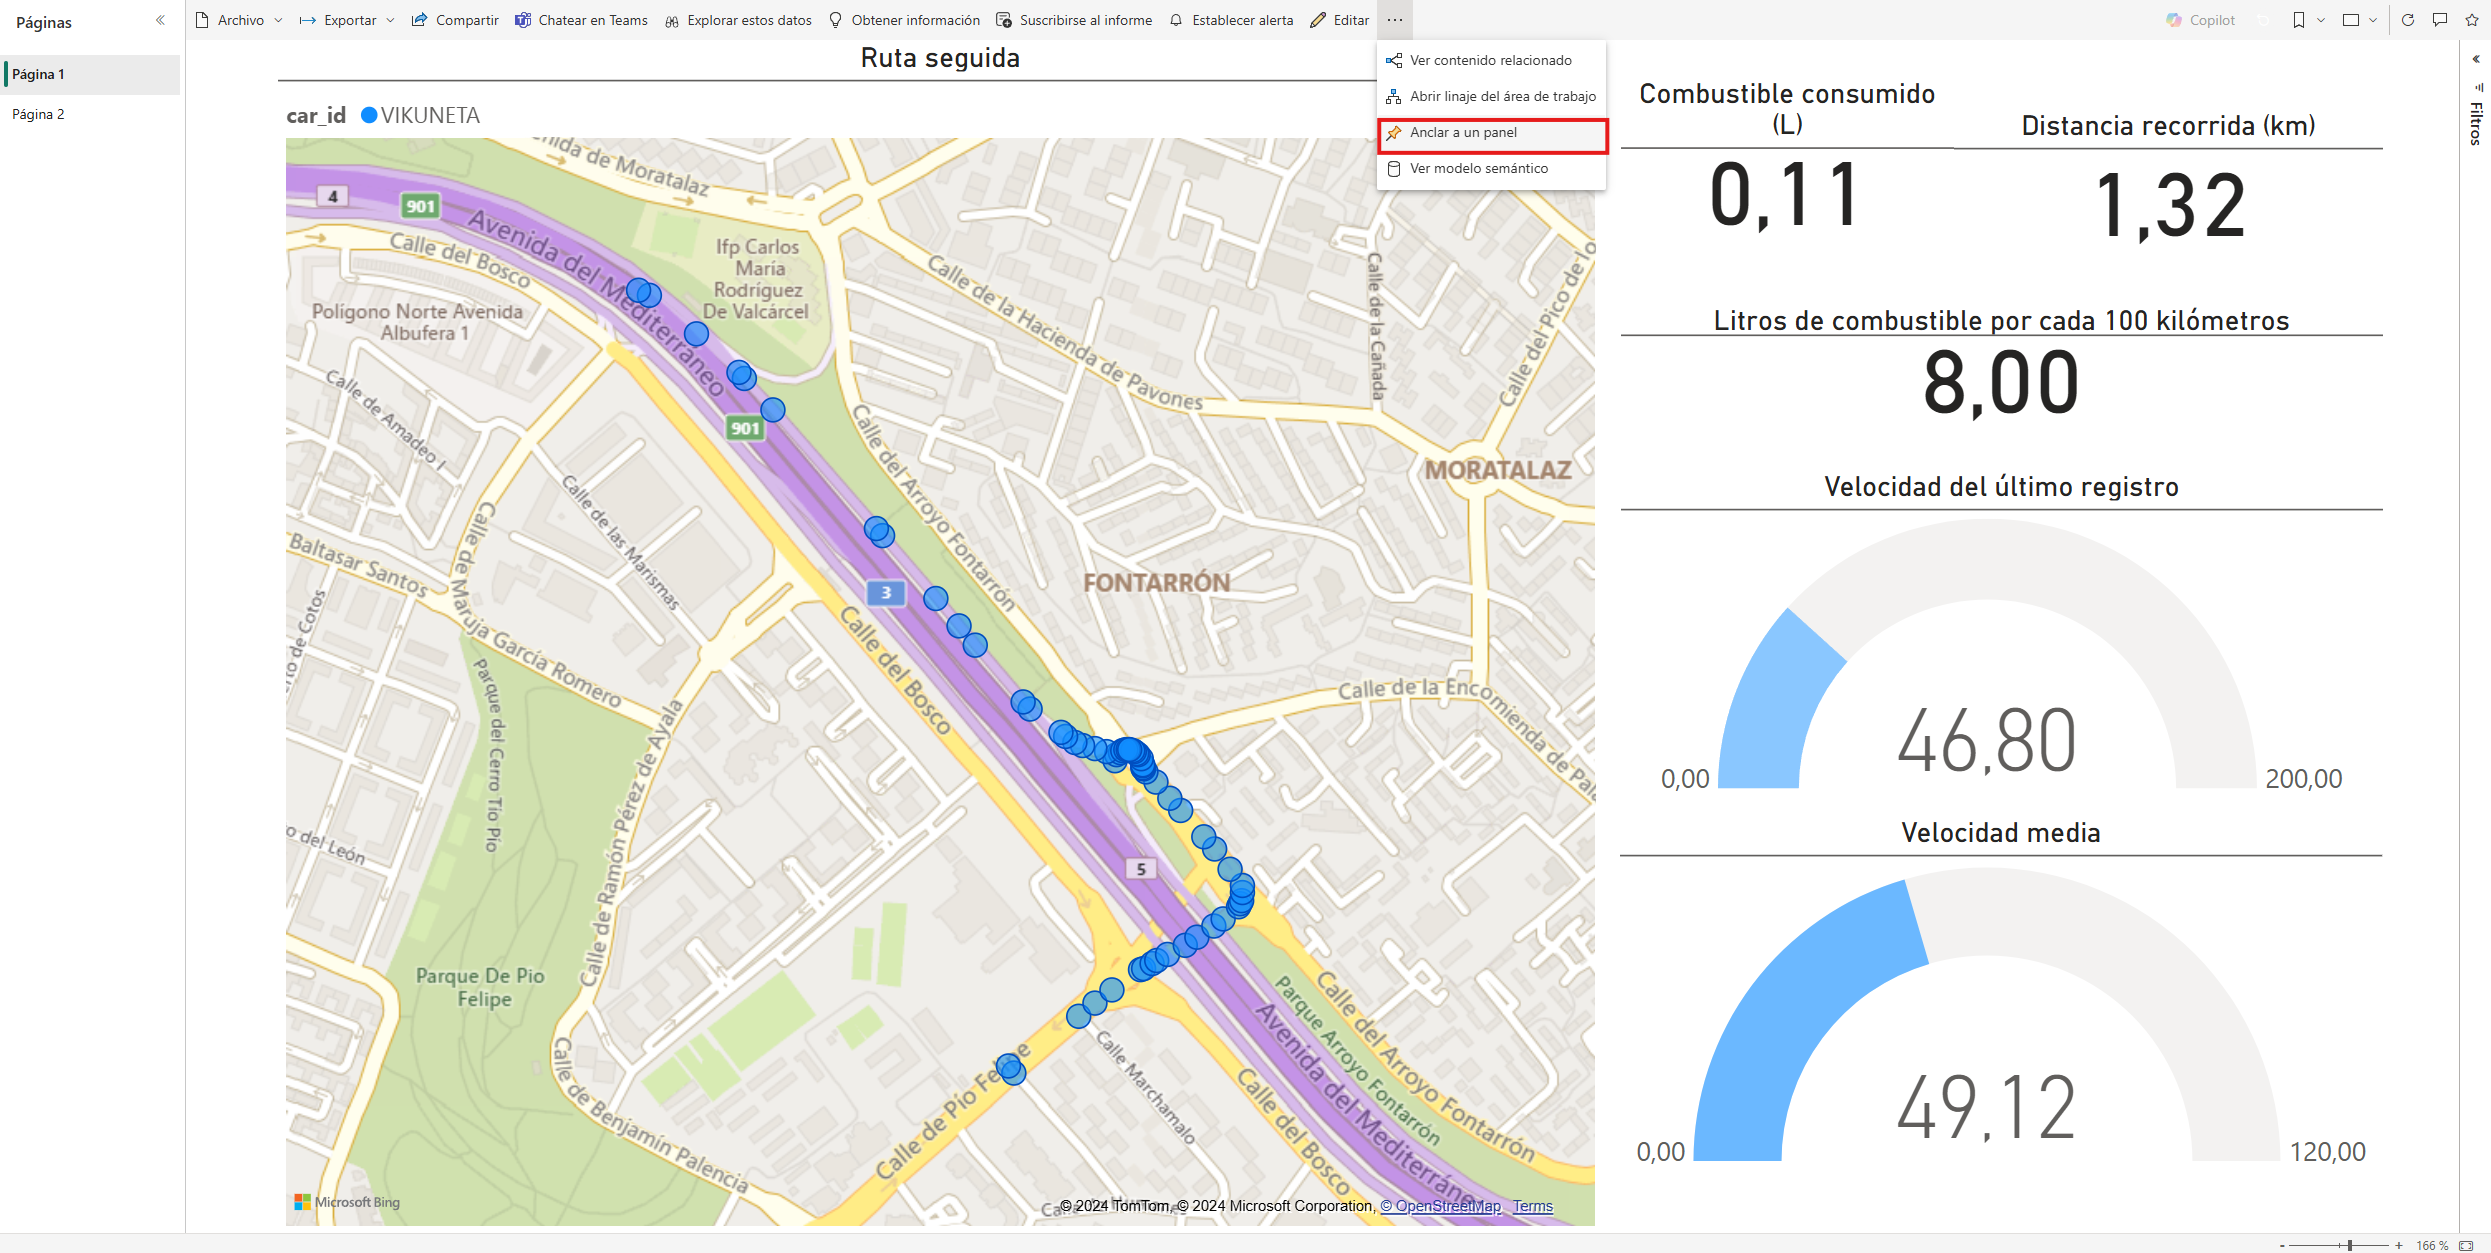 Páginas
Página 1
Página 2
Archivo
Exportar
Compartir
Chatear en Teams
Explorar estos datos
Obtener información
Suscribirse al informe
Establecer alerta
Editar
Copilot
Ver contenido relacionado
Abrir linaje del área de trabajo
Anclar a un panel
Ver modelo semántico
Filtros
Ruta seguida
car_id VIKUNETA
nida de Moratalaz
4
901
Avenida del Mediterráneo
Calle del Bosco
Ifp Carlos
María
Rodríguez
De Valcárcel
Polígono Norte Avenida
Albufera 1
Calle de Amadeo I
901
Calle de la Hacienda de Pavones
Calle de la Cañada
Calle del Pico de lo
MORATALAZ
Calle del Arroyo Fontarrón
Calle de las Marismas
Calle de Maruja García Romero
Baltasar Santos
rto de Cotos
3
FONTARRÓN
Calle del Bosco
Calle de la Encomienda de Pala
Parque del Cerro Tío Pío
Calle de Ramón Pérez de Ayala
o del León
5
Parque De Pio
Felipe
Parque Arroyo Fontarrón
Calle del Arroyo Fontarrón
Avenida del Mediterráne
Calle Marchamalo
Calle de Pío Felipe
Calle del Bosco
Calle de Benjamín Palencia
Microsoft Bing
© 2024 TomTom, © 2024 Microsoft Corporation, © OpenStreetMap Terms
Combustible consumido
(L)
0,11
Distancia recorrida (km)
1,32
Litros de combustible por cada 100 kilómetros
8,00
Velocidad del último registro
46,80
0,00
200,00
Velocidad media
49,12
0,00
120,00
- + 166 %